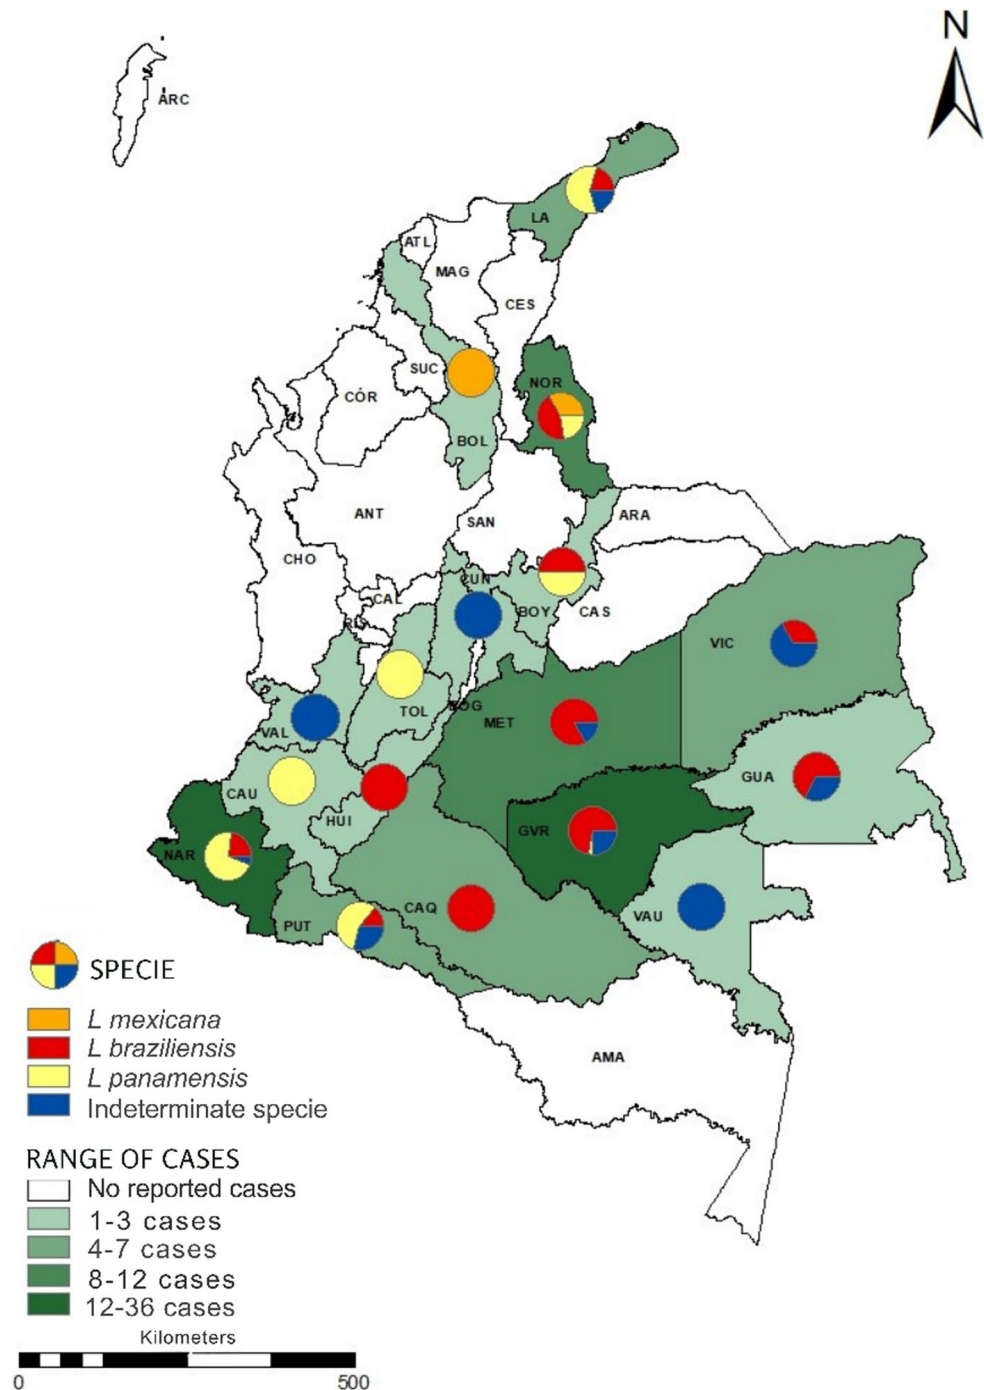 N
ARC
LA
ATL
MAG
CES
SUC
NOR
CÓR
BOL
ANT
SAN
ARA
CHO
CUN
CAL
BOY
CAS
RIS
VIC
TOL
BOG
MET
VAL
GUA
CAU
HUI
GVR
NAR
CAQ
VAU
PUT
SPECIE
L mexicana
L braziliensis
L panamensis
Indeterminate specie
AMA
RANGE OF CASES
No reported cases
1-3 cases
4-7 cases
8-12 cases
12-36 cases
Kilometers
0 500